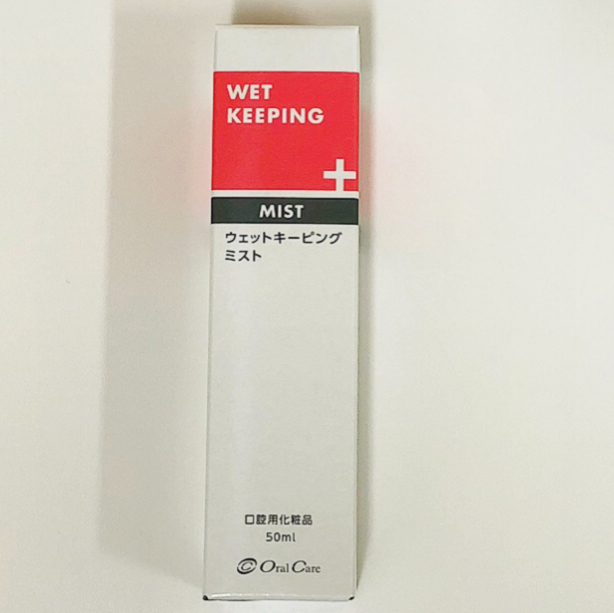 WET
KEEPING
MIST
ウェットキーピング
ミスト
口腔用化粧品
50ml
Oral Care